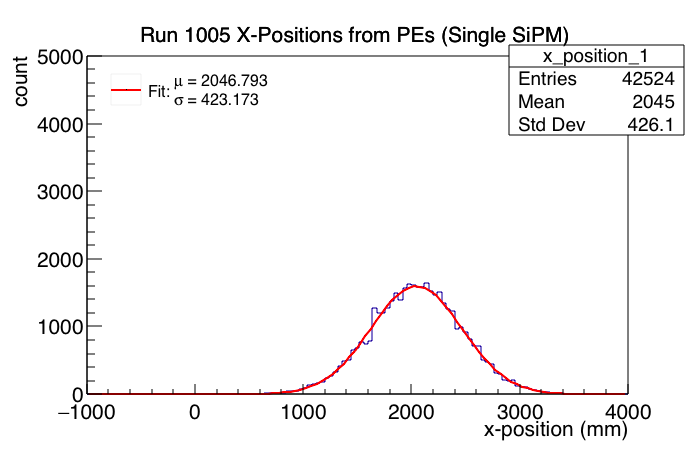 Run 1005 X-Positions from PEs (Single SiPM)
x_position_1
Entries 42524
Mean 2045
Std Dev 426.1
Fit: μ = 2046.793
σ = 423.173
count
5000
4000
3000
2000
1000
0
−1000 0 1000 2000 3000 4000
x-position (mm)